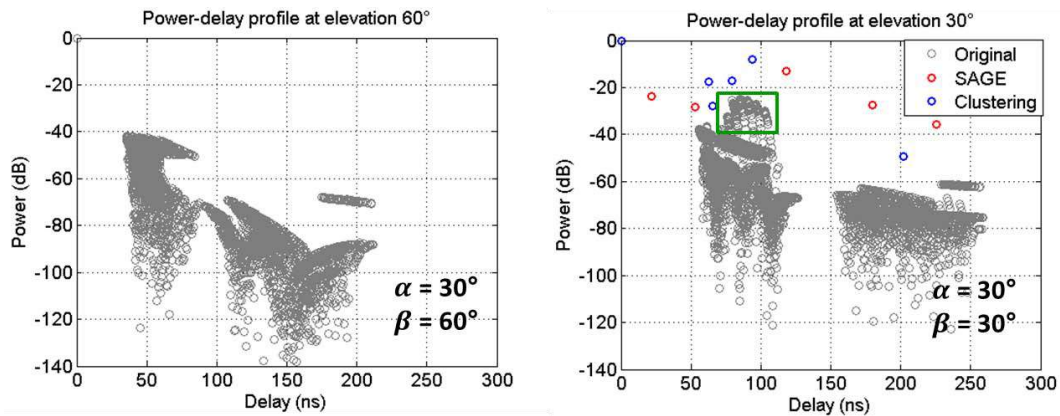 Power-delay profile at elevation 60°
0
-20
-40
-60
-80
-100
-120
-140
Power (dB)
0 50 100 150 200 250 300
Delay (ns)
α = 30°
β = 60°
Power-delay profile at elevation 30°
0
-20
-40
-60
-80
-100
-120
-140
Power (dB)
0 50 100 150 200 250 300
Delay (ns)
Original
SAGE
Clustering
α = 30°
β = 30°